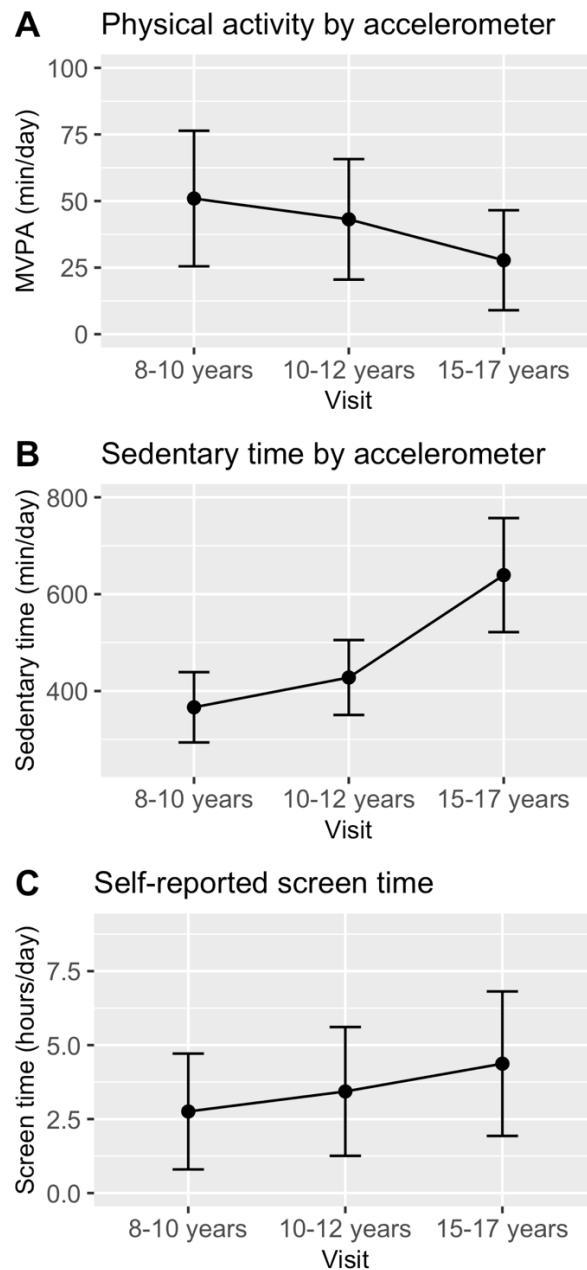 A Physical activity by accelerometer
MVPA (min/day)
100
75
50
25
0
8-10 years 10-12 years 15-17 years
Visit
B Sedentary time by accelerometer
Sedentary time (min/day)
800
600
400
8-10 years 10-12 years 15-17 years
Visit
C Self-reported screen time
Screen time (hours/day)
7.5
5.0
2.5
0.0
8-10 years 10-12 years 15-17 years
Visit